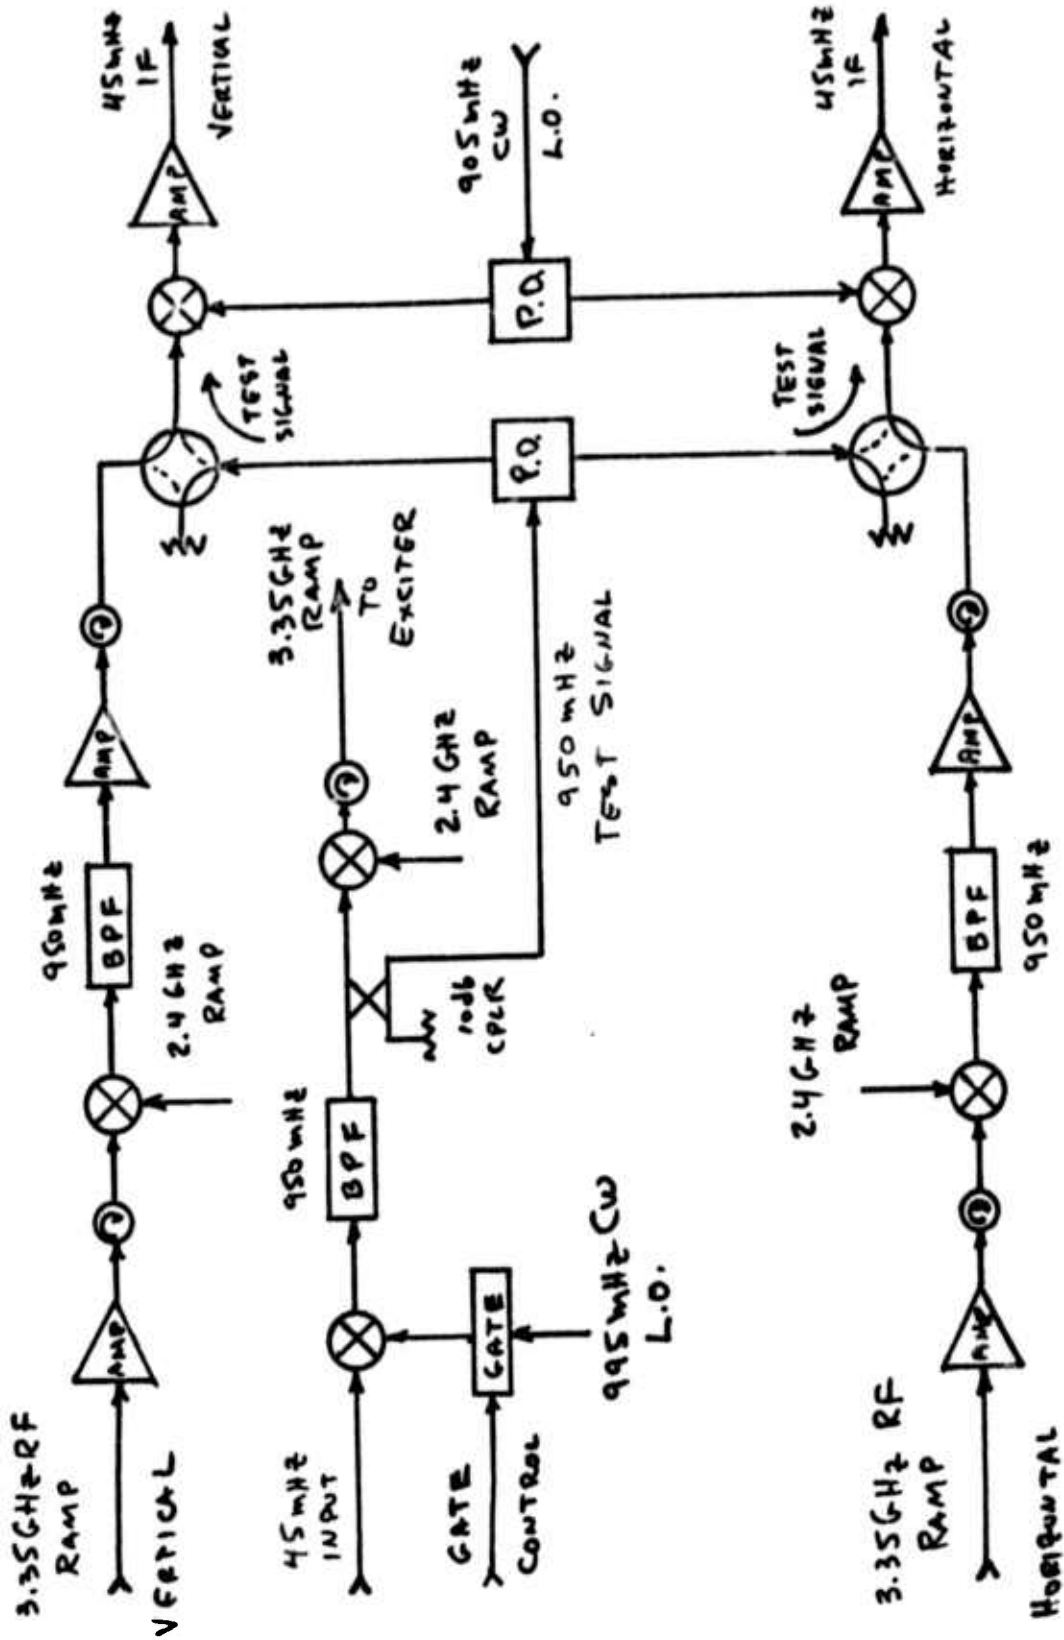 3.35GHz RF
RAMP
VERTICAL
AMP
2.4 GHz
RAMP
950mHz
BPF
AMP
TEST
SIGNAL
AMP
45mHz
IF
VERTICAL
45mHz
INPUT
GATE
CONTROL
GATE
995mHz CW
L.O.
950mHz
BPF
10db
CPLR
2.4 GHz
RAMP
3.35GHz
RAMP
TO
EXCITER
950mHz
TEST SIGNAL
P.D.
P.D.
905mHz
CW
L.O.
3.35GHz RF
RAMP
HORIZONTAL
AMP
2.4GHz
RAMP
BPF
950mHz
AMP
TEST
SIGNAL
AMP
45mHz
IF
HORIZONTAL